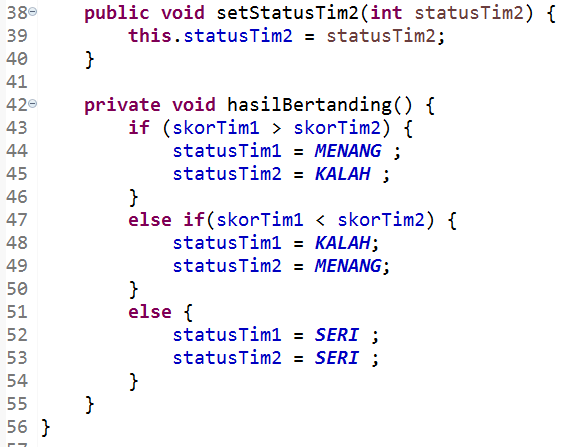 38 public void setStatusTim2(int statusTim2) {
39 this.statusTim2 = statusTim2;
40 }
41
42 private void hasilBertanding() {
43 if (skorTim1 > skorTim2) {
44 statusTim1 = MENANG ;
45 statusTim2 = KALAH ;
46 }
47 else if(skorTim1 < skorTim2) {
48 statusTim1 = KALAH;
49 statusTim2 = MENANG;
50 }
51 else {
52 statusTim1 = SERI ;
53 statusTim2 = SERI ;
54 }
55 }
56 }